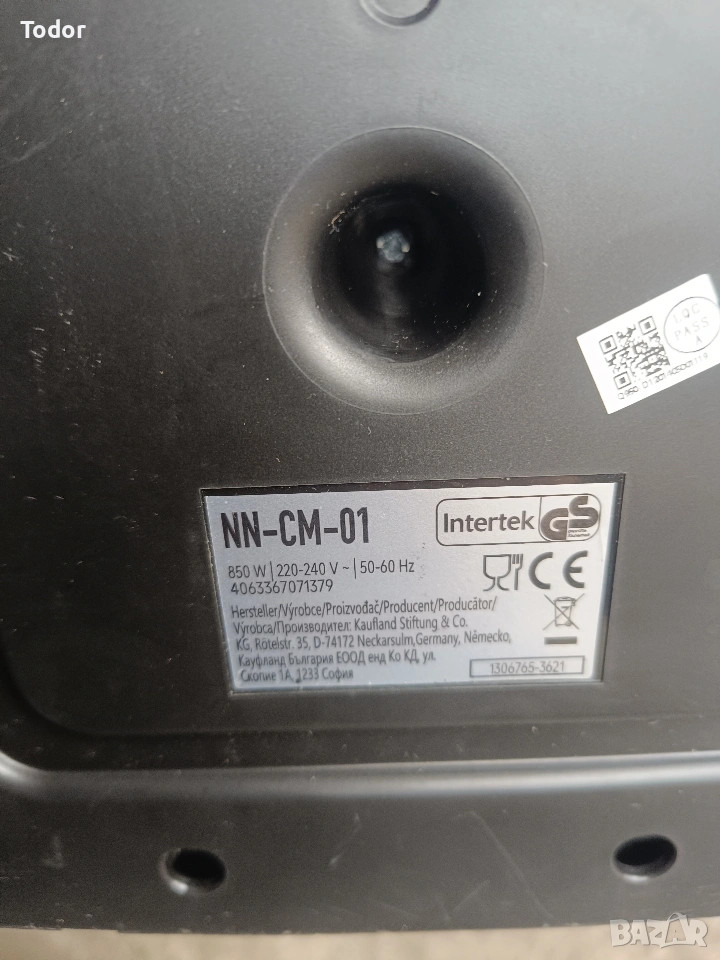 Todor
I.Q.C
PASS
A
NN-CM-01
Intertek
GS
850 W | 220-240 V ~ | 50-60 Hz
4063367071379
CE
Hersteller/Výrobce/Proizvođač/Producent/Producător/
Výrobca/Производител: Kaufland Stiftung & Co.
KG, Rötelstr. 35, D-74172 Neckarsulm,Germany, Německo,
Кауфланд България ЕООД енд Ко КД, ул.
Скопие 1А, 1233 София
1306765-3621
BAZAR